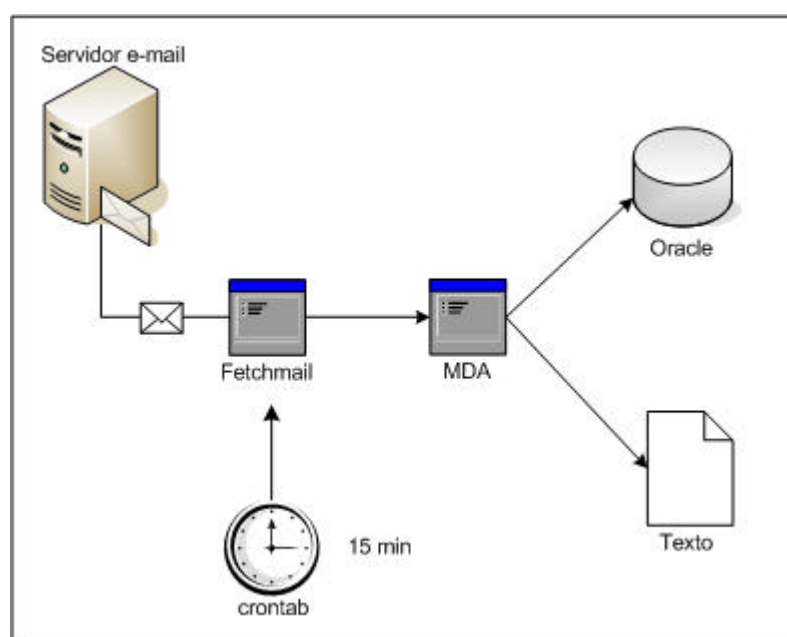 Servidor e-mail
Oracle
Fetchmail
MDA
15 min
crontab
Texto